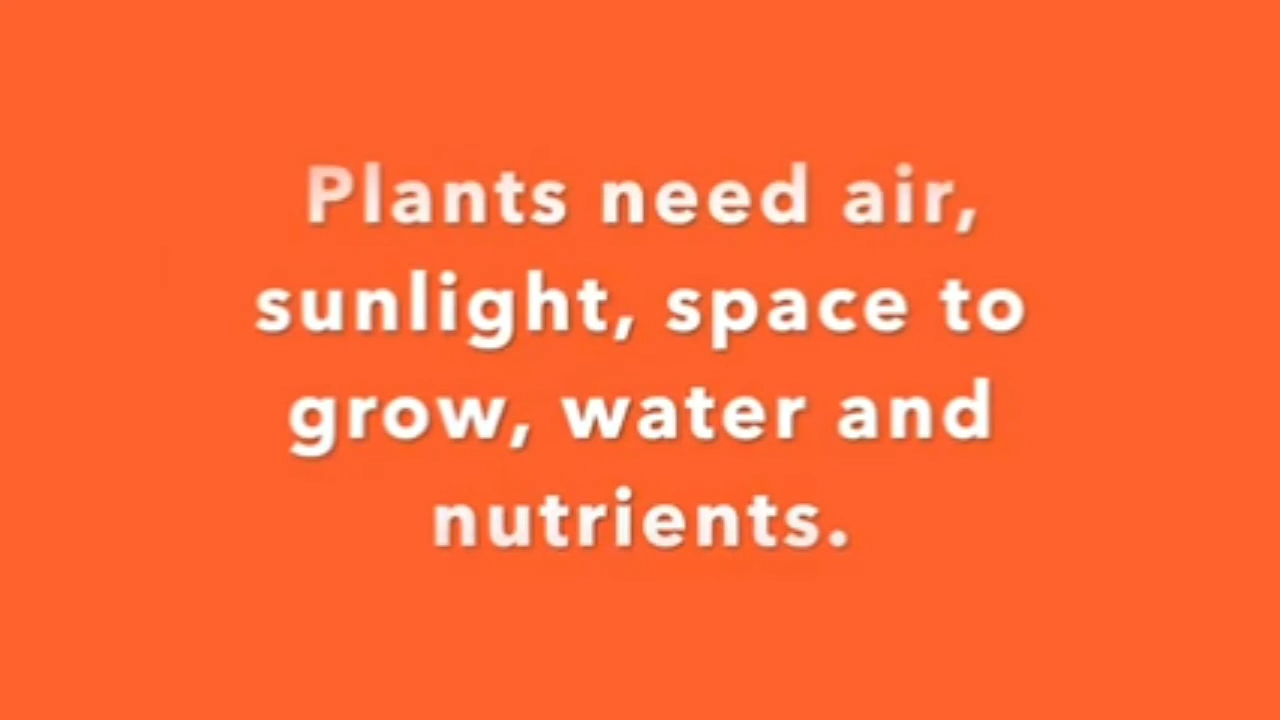 Plants need air,
sunlight, space to
grow, water and
nutrients.